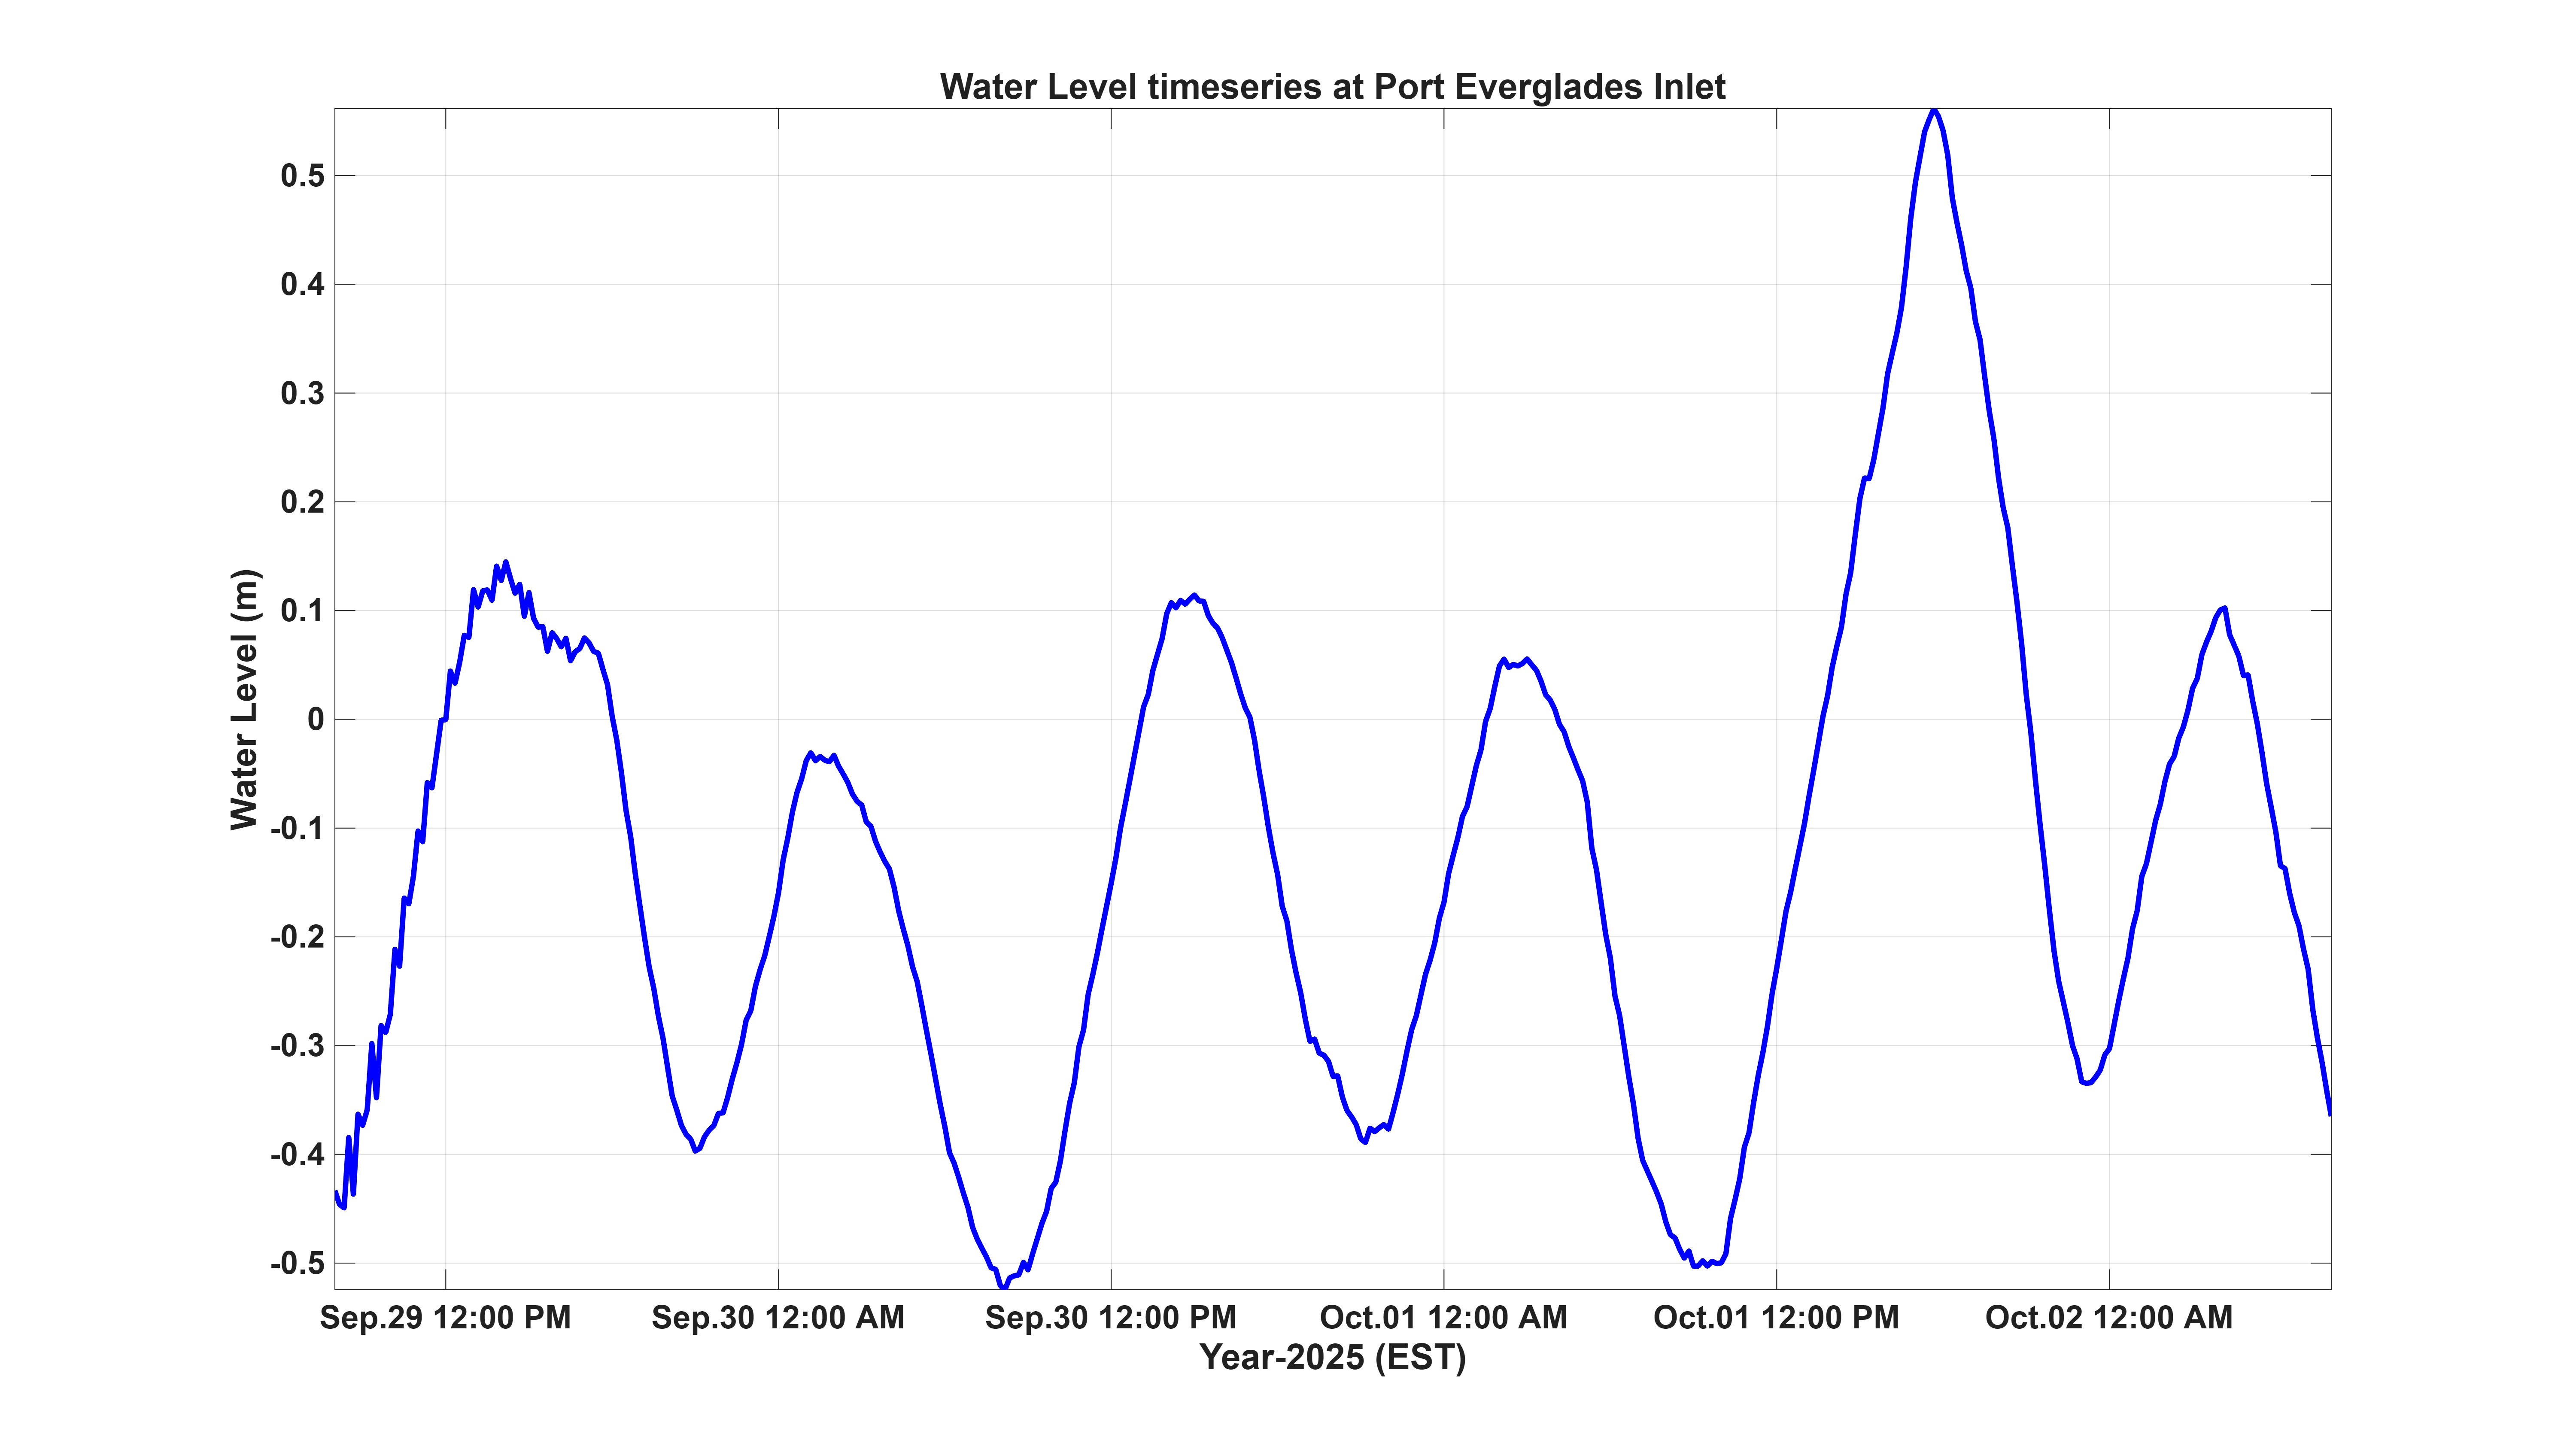 Water Level timeseries at Port Everglades Inlet
Water Level (m)
0.5
0.4
0.3
0.2
0.1
0
-0.1
-0.2
-0.3
-0.4
-0.5
Sep.29 12:00 PM
Sep.30 12:00 AM
Sep.30 12:00 PM
Oct.01 12:00 AM
Oct.01 12:00 PM
Oct.02 12:00 AM
Year-2025 (EST)